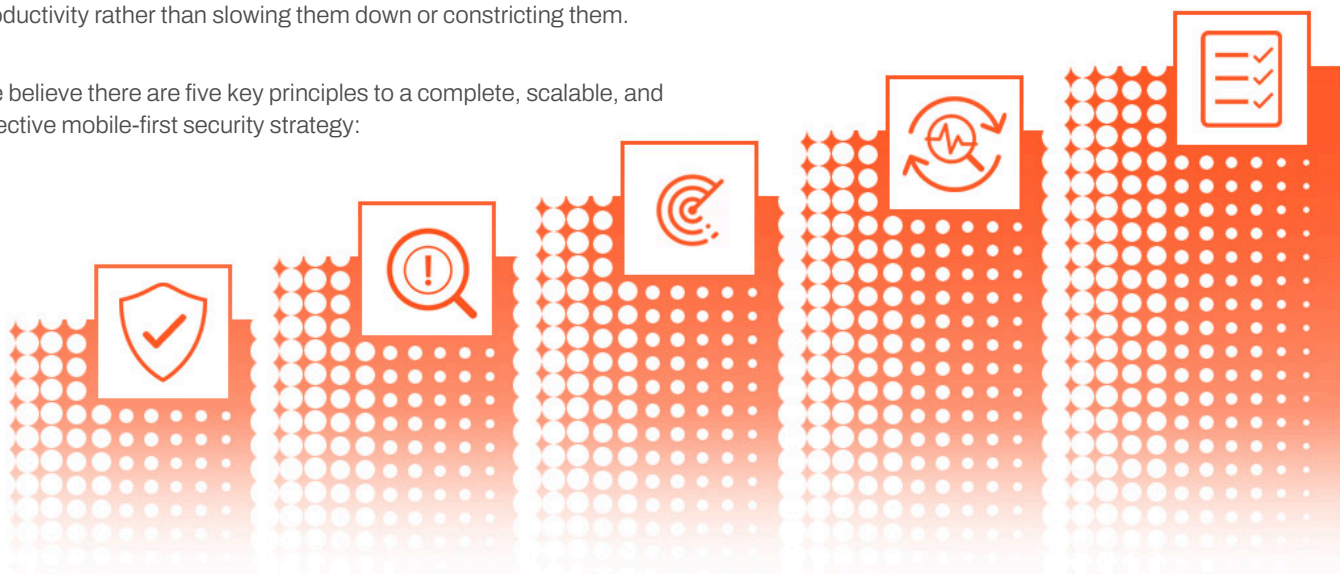 oductivity rather than slowing them down or constricting them.
e believe there are five key principles to a complete, scalable, and
ective mobile-first security strategy: